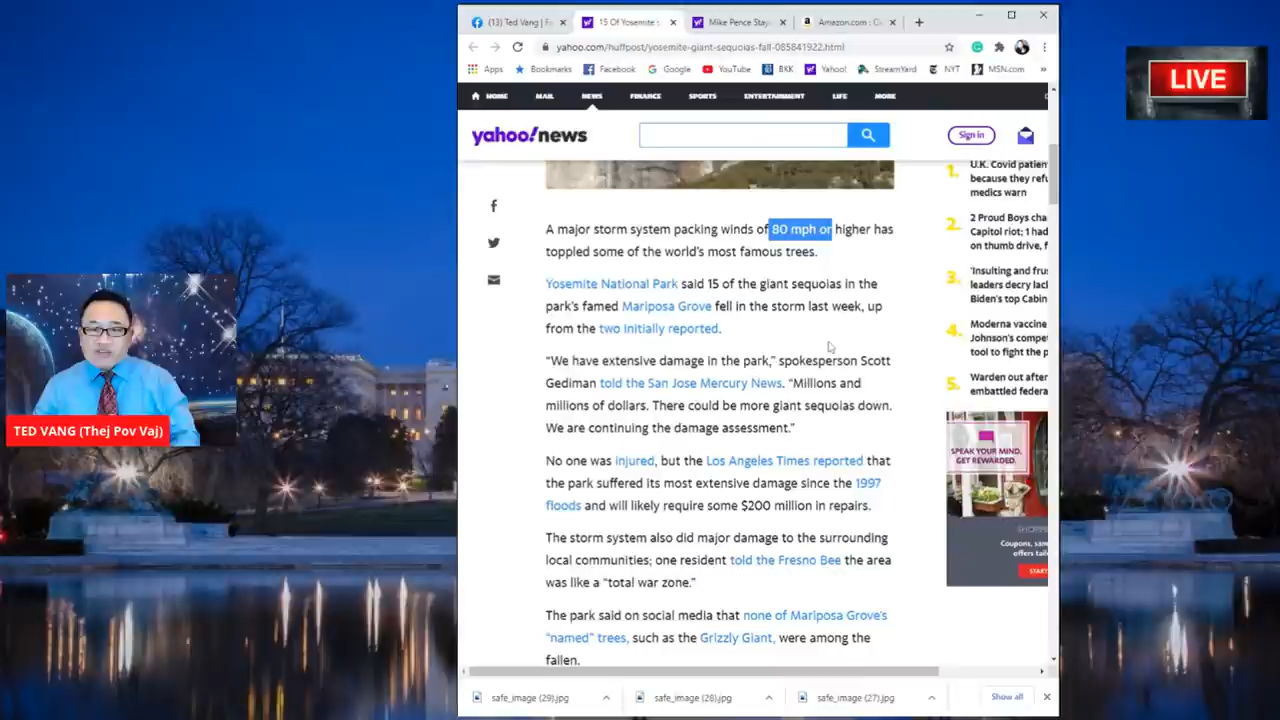 (13) Ted Vang | F
15 Of Yosemite
Mike Pence Stay
Amazon.com : C
yahoo.com/huffpost/yosemite-giant-sequoias-fall-085841922.html
Apps
Bookmarks
Facebook
Google
YouTube
BKK
Yahoo!
StreamYard
NYT
MSN.com
»
LIVE
HOME
MAIL
NEWS
FINANCE
SPORTS
ENTERTAINMENT
LIFE
MORE
yahoo!news
Sign in
A major storm system packing winds of 80 mph or higher has
toppled some of the world's most famous trees.
Yosemite National Park said 15 of the giant sequoias in the
park's famed Mariposa Grove fell in the storm last week, up
from the two initially reported.
“We have extensive damage in the park,” spokesperson Scott
Gediman told the San Jose Mercury News. “Millions and
millions of dollars. There could be more giant sequoias down.
We are continuing the damage assessment.”
No one was injured, but the Los Angeles Times reported that
the park suffered its most extensive damage since the 1997
floods and will likely require some $200 million in repairs.
The storm system also did major damage to the surrounding
local communities; one resident told the Fresno Bee the area
was like a “total war zone.”
The park said on social media that none of Mariposa Grove's
“named” trees, such as the Grizzly Giant, were among the
fallen.
1.
U.K. Covid patien
because they refu
medics warn
2.
2 Proud Boys cha
Capitol riot; 1 had
on thumb drive, f
3.
'Insulting and frus
leaders decry lack
Biden's top Cabin
4.
Moderna vaccine
Johnson's compet
tool to fight the p
5.
Warden out after
embattled federa
SPEAK YOUR MIND.
GET REWARDED.
Coupons, sam
offers tail
START
TED VANG (Thej Pov Vaj)
safe_image (29).jpg
safe_image (28).jpg
safe_image (27).jpg
Show all